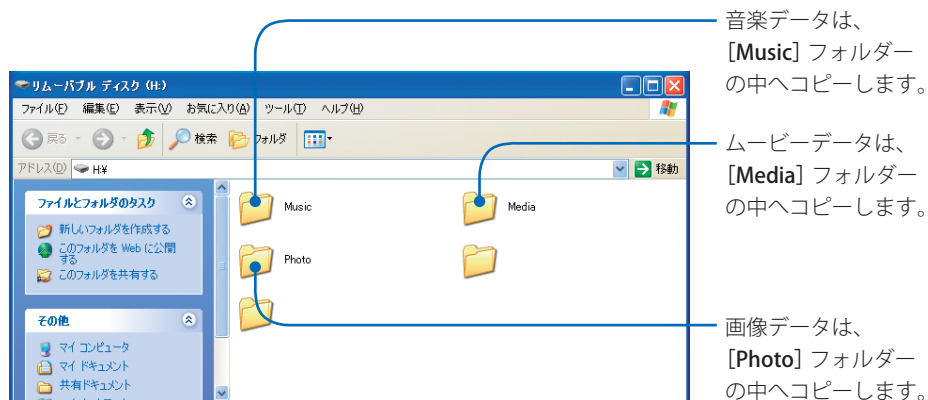 音楽データは、
[Music] フォルダー
の中へコピーします。
リムーバブル ディスク (H:)
ファイル(F) 編集(E) 表示(V) お気に入り(A) ツール(T) ヘルプ(H)
戻る 検索 フォルダ
アドレス(D) H:¥ 移動
ムービーデータは、
[Media] フォルダー
の中へコピーします。
ファイルとフォルダのタスク
新しいフォルダを作成する
このフォルダを Web に公開
する
このフォルダを共有する
Music Media
Photo
その他
マイ コンピュータ
マイ ドキュメント
共有ドキュメント
画像データは、
[Photo] フォルダー
の中へコピーします。